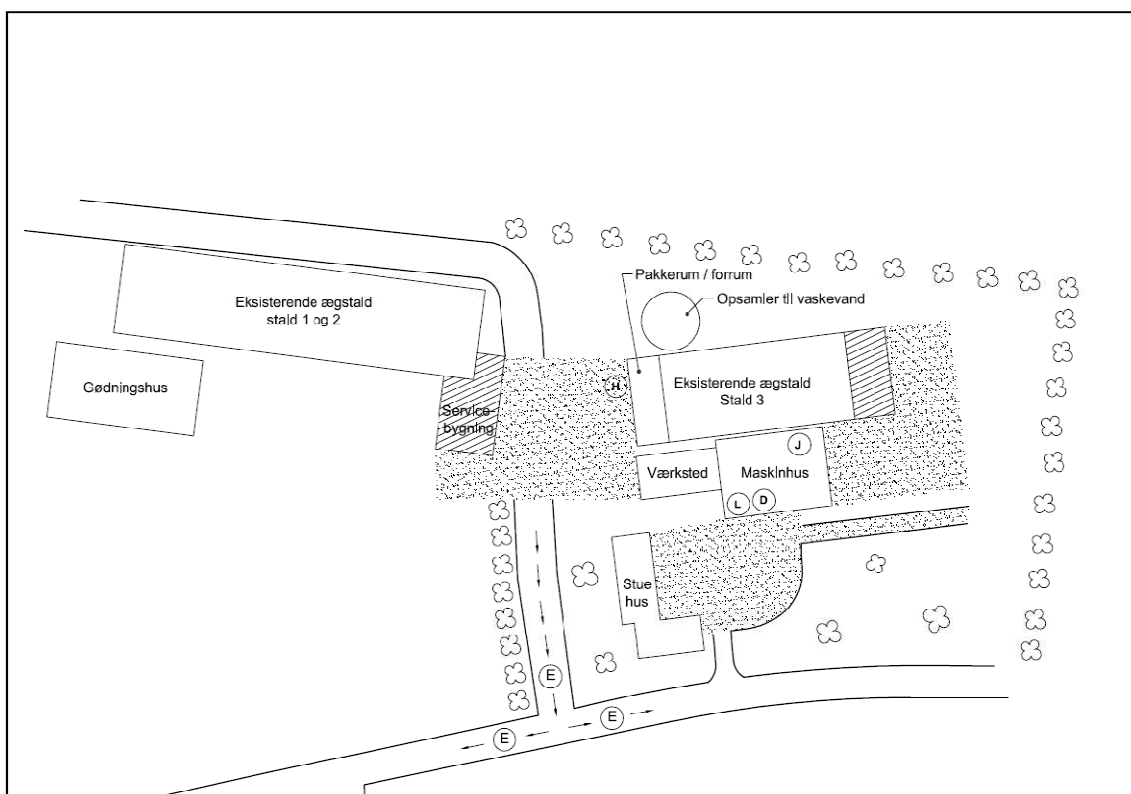 Pakkerum / forrum
Opsamler til vaskevand
Eksisterende ægstald
stald 1 og 2
Gødningshus
Service-
bygning
H
Eksisterende ægstald
Stald 3
J
Værksted
Maskinhus
L
D
Stue
hus
E
E
E